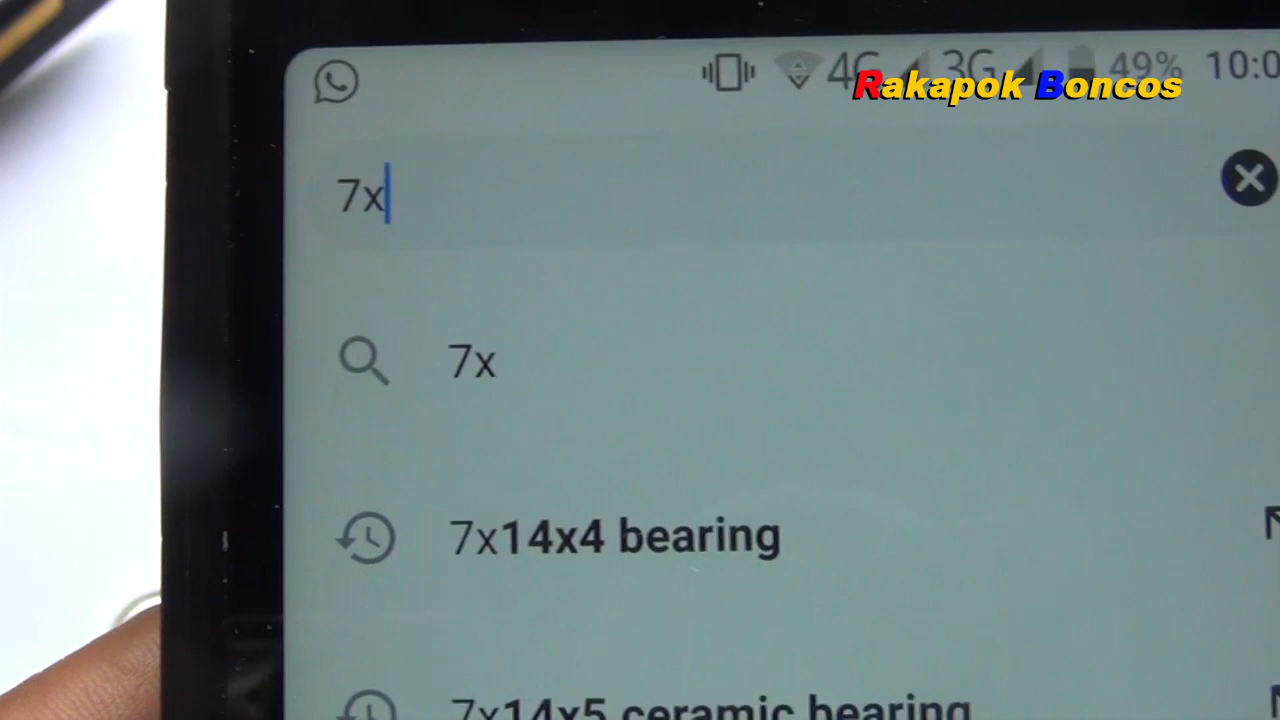 4G 3G 49% 10:0
Rakapok Boncos
7x
7x
7x14x4 bearing
7x14x5 ceramic bearing